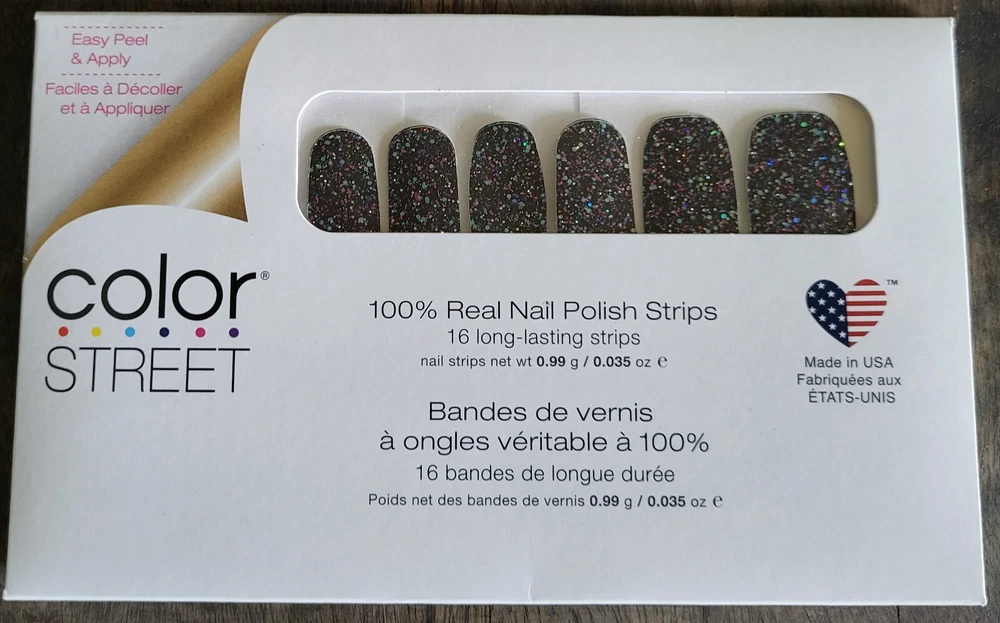 Easy Peel
& Apply
Faciles à Décoller
et à Appliquer
color®
STREET
100% Real Nail Polish Strips
16 long-lasting strips
nail strips net wt 0.99 g / 0.035 oz ℮
Bandes de vernis
à ongles véritable à 100%
16 bandes de longue durée
Poids net des bandes de vernis 0.99 g / 0.035 oz ℮
™
Made in USA
Fabriquées aux
ÉTATS-UNIS